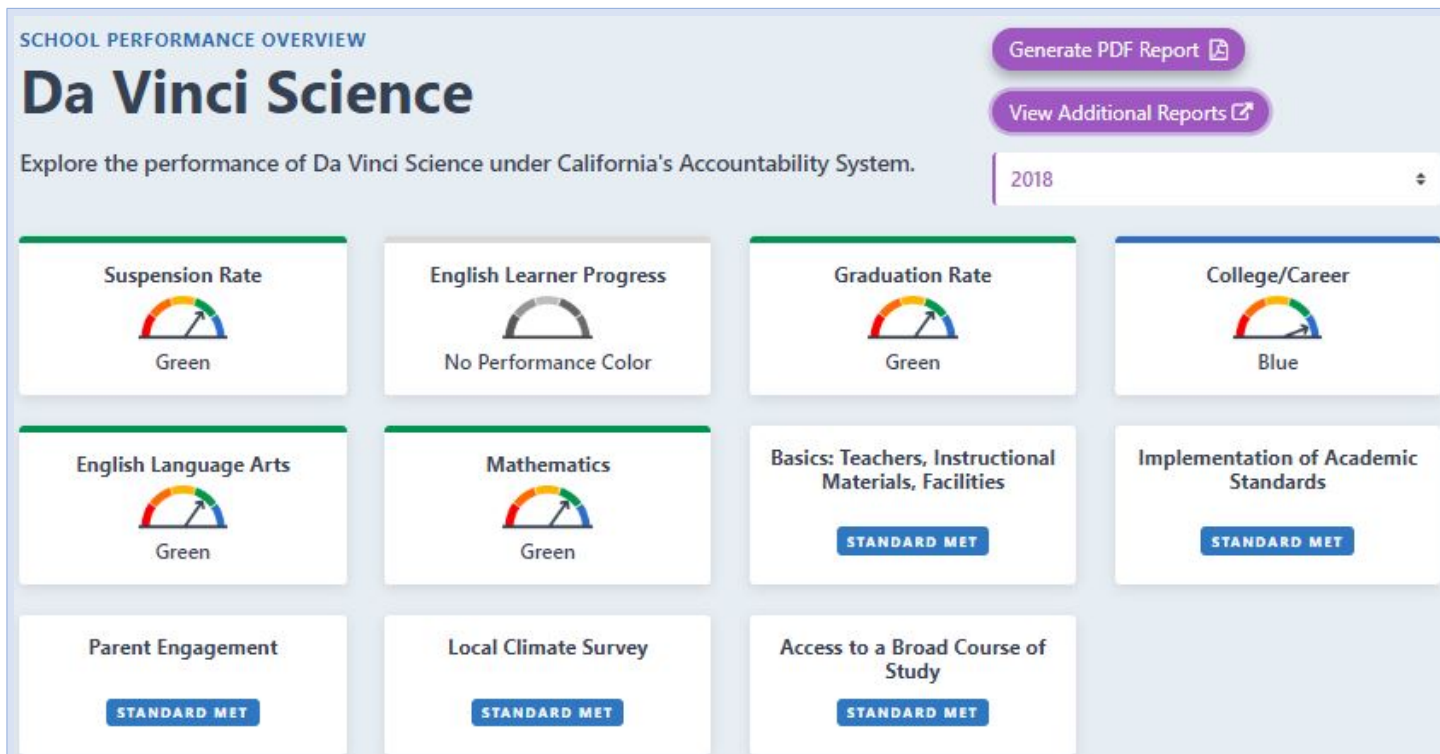 SCHOOL PERFORMANCE OVERVIEW
Da Vinci Science
Explore the performance of Da Vinci Science under California's Accountability System.
Generate PDF Report
View Additional Reports
2018
Suspension Rate
Green
English Learner Progress
No Performance Color
Graduation Rate
Green
College/Career
Blue
English Language Arts
Green
Mathematics
Green
Basics: Teachers, Instructional
Materials, Facilities
STANDARD MET
Implementation of Academic
Standards
STANDARD MET
Parent Engagement
STANDARD MET
Local Climate Survey
STANDARD MET
Access to a Broad Course of
Study
STANDARD MET